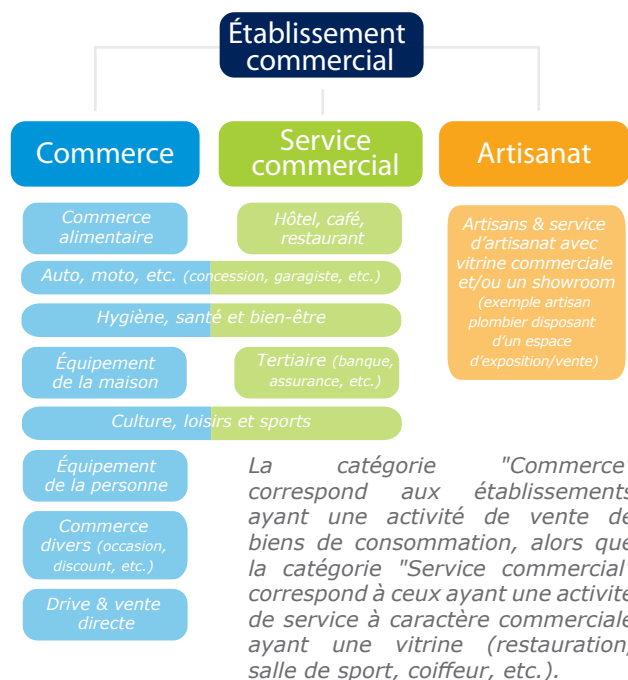 Établissement
commercial
Commerce
Service
commercial
Artisanat
Commerce
alimentaire
Hôtel, café,
restaurant
Artisans & service
d'artisanat avec
vitrine commerciale
et/ou un showroom
(exemple artisan
plombier disposant
d'un espace
d'exposition/vente)
Auto, moto, etc. (concession, garagiste, etc.)
Hygiène, santé et bien-être
Équipement
de la maison
Tertiaire (banque,
assurance, etc.)
Culture, loisirs et sports
Équipement
de la personne
Commerce
divers (occasion,
discount, etc.)
Drive & vente
directe
La catégorie "Commerce"
correspond aux établissements
ayant une activité de vente de
biens de consommation, alors que
la catégorie "Service commercial"
correspond à ceux ayant une activité
de service à caractère commerciale
ayant une vitrine (restauration,
salle de sport, coiffeur, etc.).